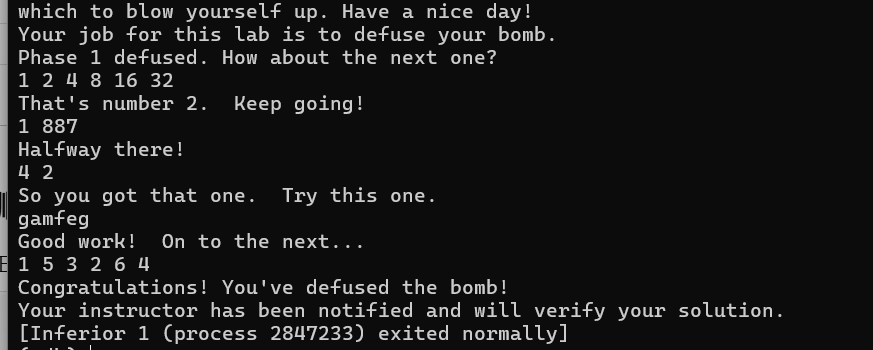 which to blow yourself up. Have a nice day!
Your job for this lab is to defuse your bomb.
Phase 1 defused. How about the next one?
1 2 4 8 16 32
That's number 2.  Keep going!
1 887
Halfway there!
4 2
So you got that one.  Try this one.
gamfeg
Good work!  On to the next...
1 5 3 2 6 4
Congratulations! You've defused the bomb!
Your instructor has been notified and will verify your solution.
[Inferior 1 (process 2847233) exited normally]